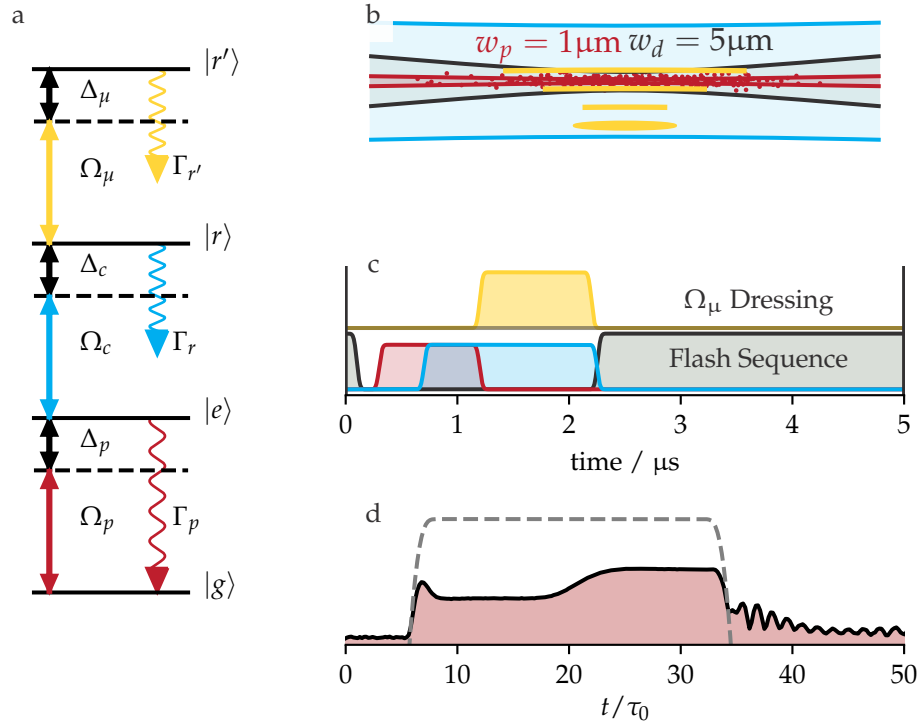 a
|r′⟩
Δμ
Ωμ
Γr′
|r⟩
Δc
Ωc
Γr
|e⟩
Δp
Ωp
Γp
|g⟩
b
wp = 1μm wd = 5μm
c
Ωμ Dressing
Flash Sequence
0 1 2 3 4 5
time / μs
d
0 10 20 30 40 50
t/τ0